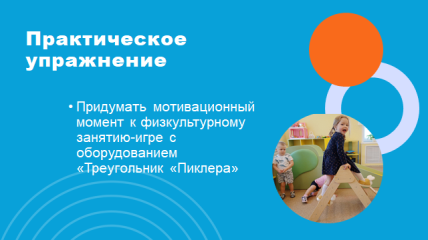 Практическое
упражнение
• Придумать мотивационный
момент к физкультурному
занятию-игре с
оборудованием
«Треугольник «Пиклера»